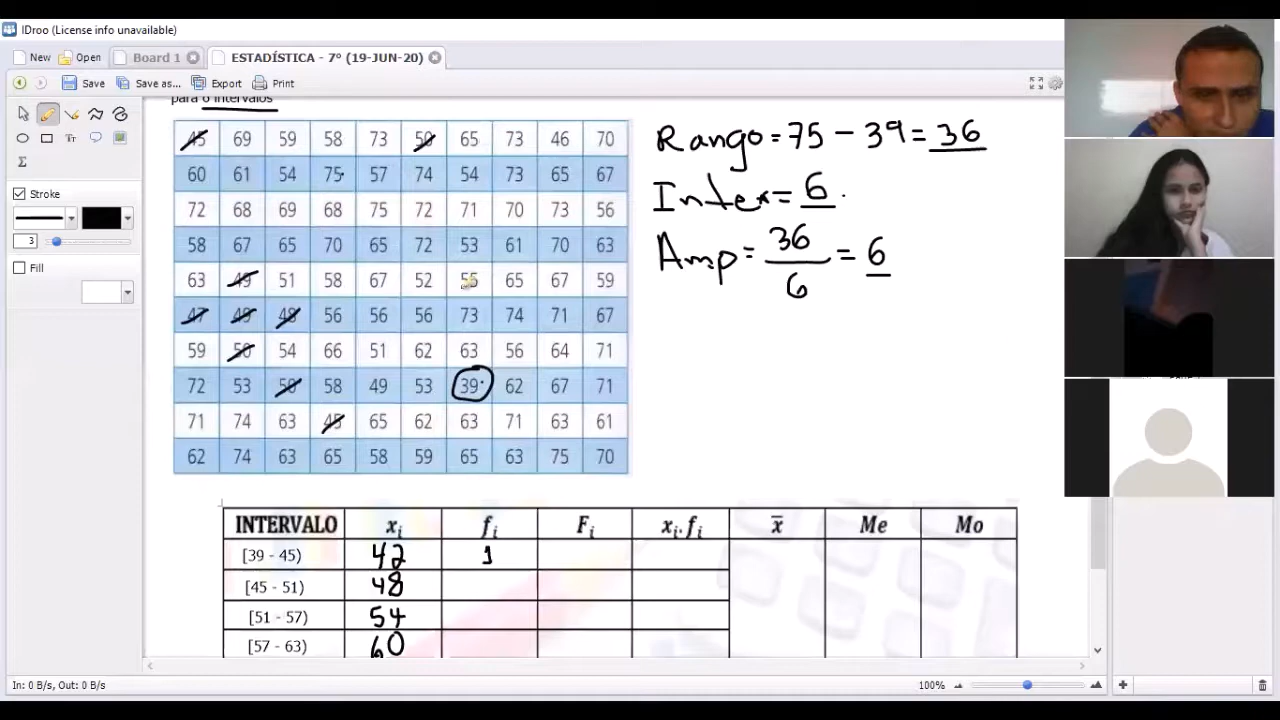 IDroo (License info unavailable)
New Open Board 1 ESTADÍSTICA - 7º (19-JUN-20)
Save Save as... Export Print
para 6 intervalos
Stroke
3
Fill
45 69 59 58 73 50 65 73 46 70
60 61 54 75 57 74 54 73 65 67
72 68 69 68 75 72 71 70 73 56
58 67 65 70 65 72 53 61 70 63
63 49 51 58 67 52 55 65 67 59
47 48 56 56 56 73 74 71 67
59 50 54 66 51 62 63 56 64 71
72 53 50 58 49 53 39 62 67 71
71 74 63 45 65 62 63 71 63 61
62 74 63 65 58 59 65 63 75 70
Rango = 75 - 39 = 36
Inter = 6
Amp = 36/6 = 6
INTERVALO xi fi Fi xi.fi x̅ Me Mo
[39 - 45) 42 1
[45 - 51) 48
[51 - 57) 54
[57 - 63) 60
In: 0 B/s, Out: 0 B/s
100%